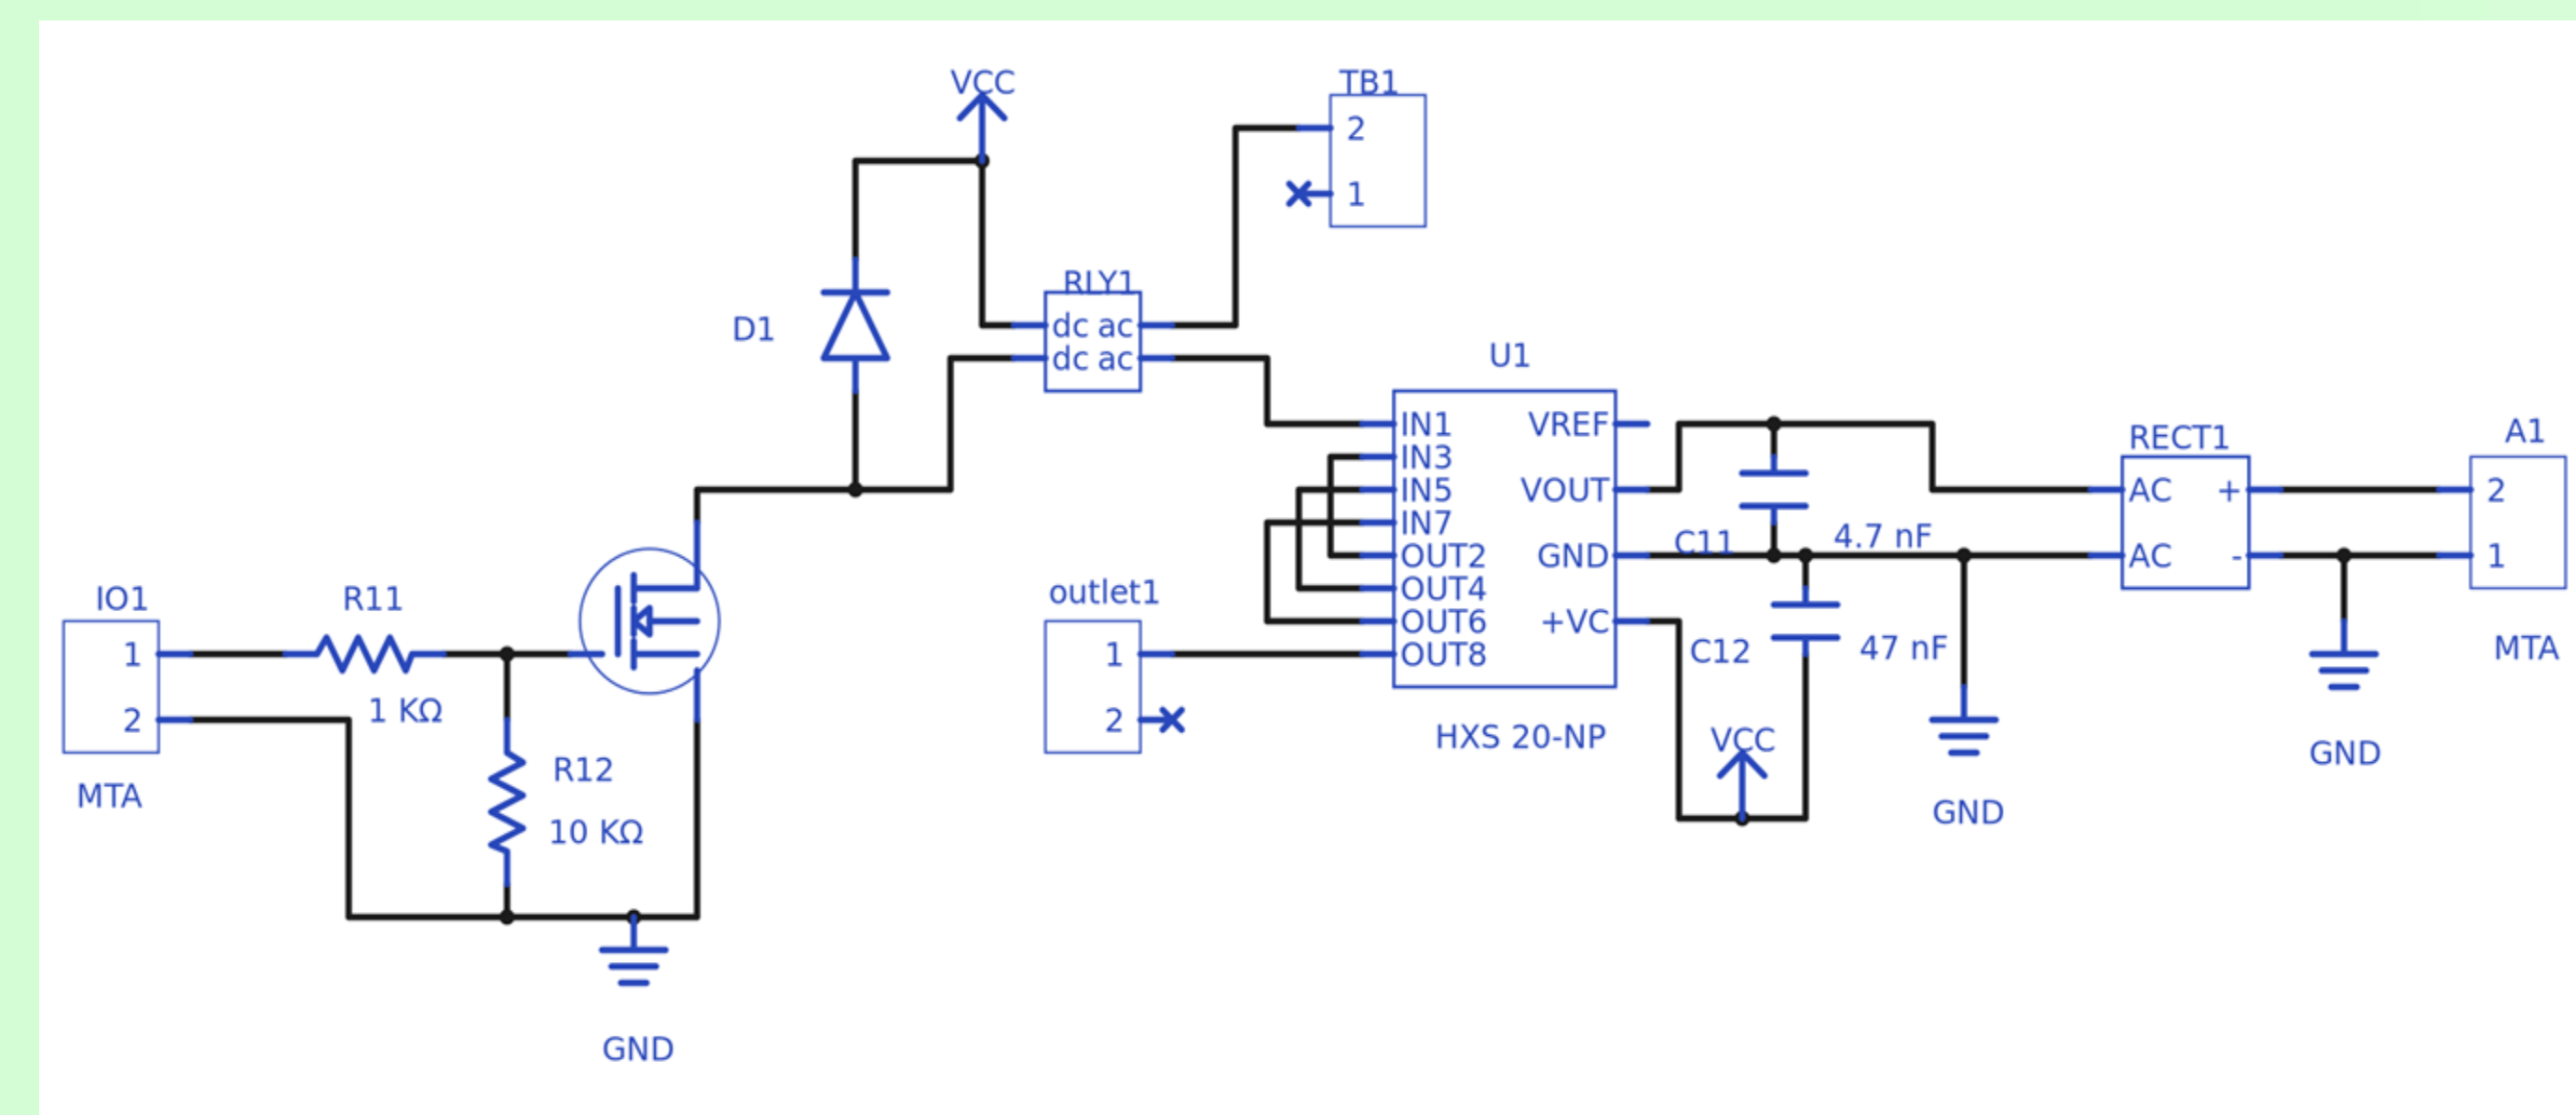 VCC
TB1
2
1
RLY1
dc ac
dc ac
D1
U1
IN1
IN3
IN5
IN7
OUT2
OUT4
OUT6
OUT8
VREF
VOUT
GND
+VC
HXS 20-NP
C11
4.7 nF
C12
47 nF
VCC
GND
RECT1
AC +
AC -
A1
2
1
MTA
GND
outlet1
1
2
IO1
1
2
MTA
R11
1 KΩ
R12
10 KΩ
GND